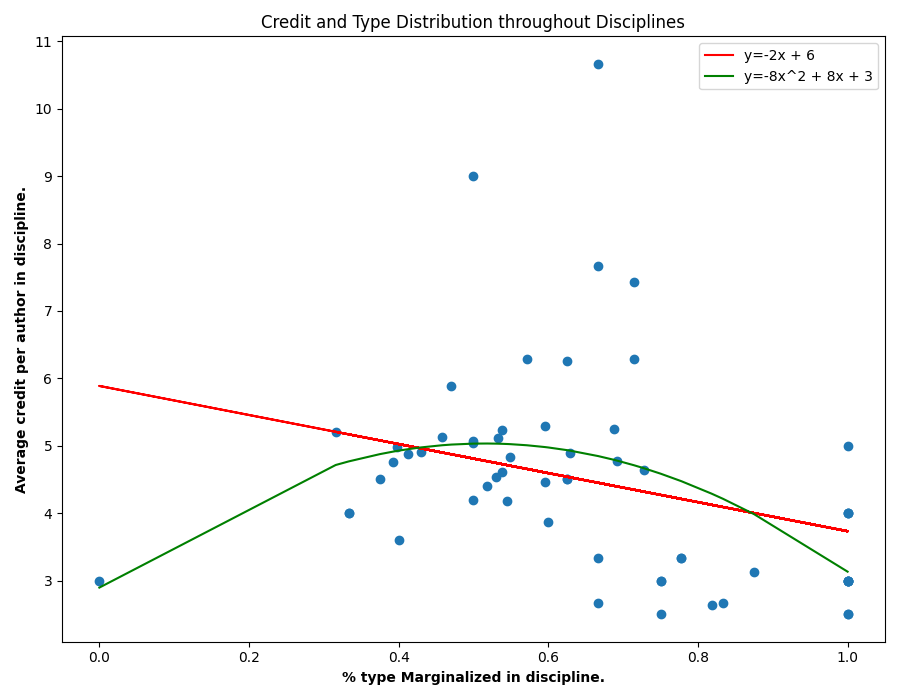 Credit and Type Distribution throughout Disciplines
y=-2x + 6
y=-8x^2 + 8x + 3
11
10
9
8
7
6
5
4
3
Average credit per author in discipline.
0.0 0.2 0.4 0.6 0.8 1.0
% type Marginalized in discipline.